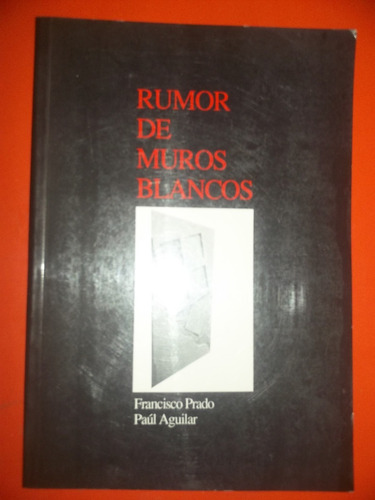 RUMOR
DE
MUROS
BLANCOS
Francisco Prado
Paúl Aguilar